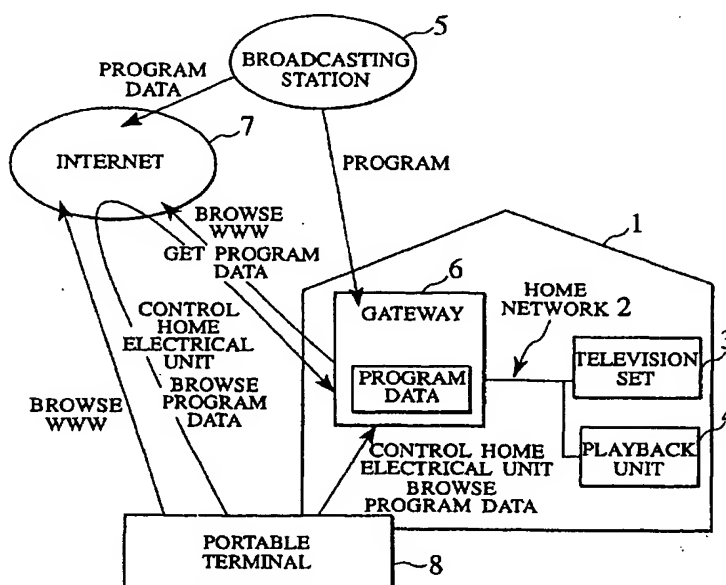 5
BROADCASTING
STATION
PROGRAM
DATA
7
INTERNET
PROGRAM
BROWSE
WWW
GET PROGRAM
DATA
1
6
GATEWAY
HOME
NETWORK 2
3
TELEVISION
SET
PROGRAM
DATA
CONTROL
HOME
ELECTRICAL
UNIT
BROWSE
PROGRAM
DATA
BROWSE
WWW
4
PLAYBACK
UNIT
CONTROL HOME
ELECTRICAL UNIT
BROWSE
PROGRAM DATA
PORTABLE
TERMINAL
8